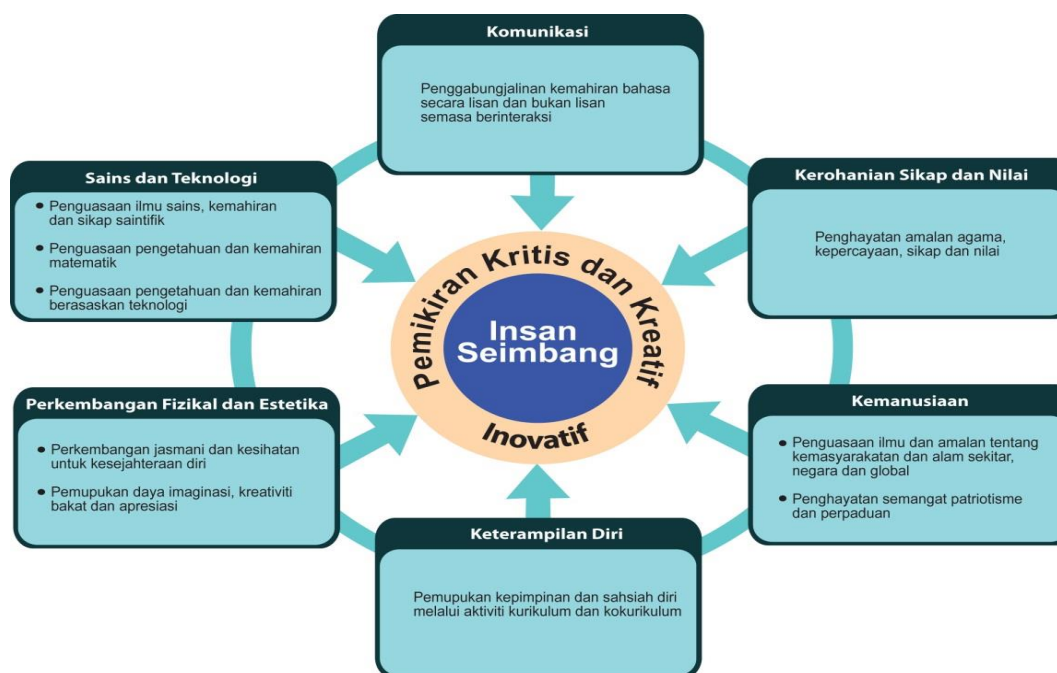 Komunikasi
Penggabungjalinan kemahiran bahasa
secara lisan dan bukan lisan
semasa berinteraksi
Sains dan Teknologi
• Penguasaan ilmu sains, kemahiran
dan sikap saintifik
• Penguasaan pengetahuan dan kemahiran
matematik
• Penguasaan pengetahuan dan kemahiran
berasaskan teknologi
Kerohanian Sikap dan Nilai
Penghayatan amalan agama,
kepercayaan, sikap dan nilai
Pemikiran Kritis dan Kreatif
Insan
Seimbang
Inovatif
Perkembangan Fizikal dan Estetika
• Perkembangan jasmani dan kesihatan
untuk kesejahteraan diri
• Pemupukan daya imaginasi, kreativiti
bakat dan apresiasi
Kemanusiaan
• Penguasaan ilmu dan amalan tentang
kemasyarakatan dan alam sekitar,
negara dan global
• Penghayatan semangat patriotisme
dan perpaduan
Keterampilan Diri
Pemupukan kepimpinan dan sahsiah diri
melalui aktiviti kurikulum dan kokurikulum